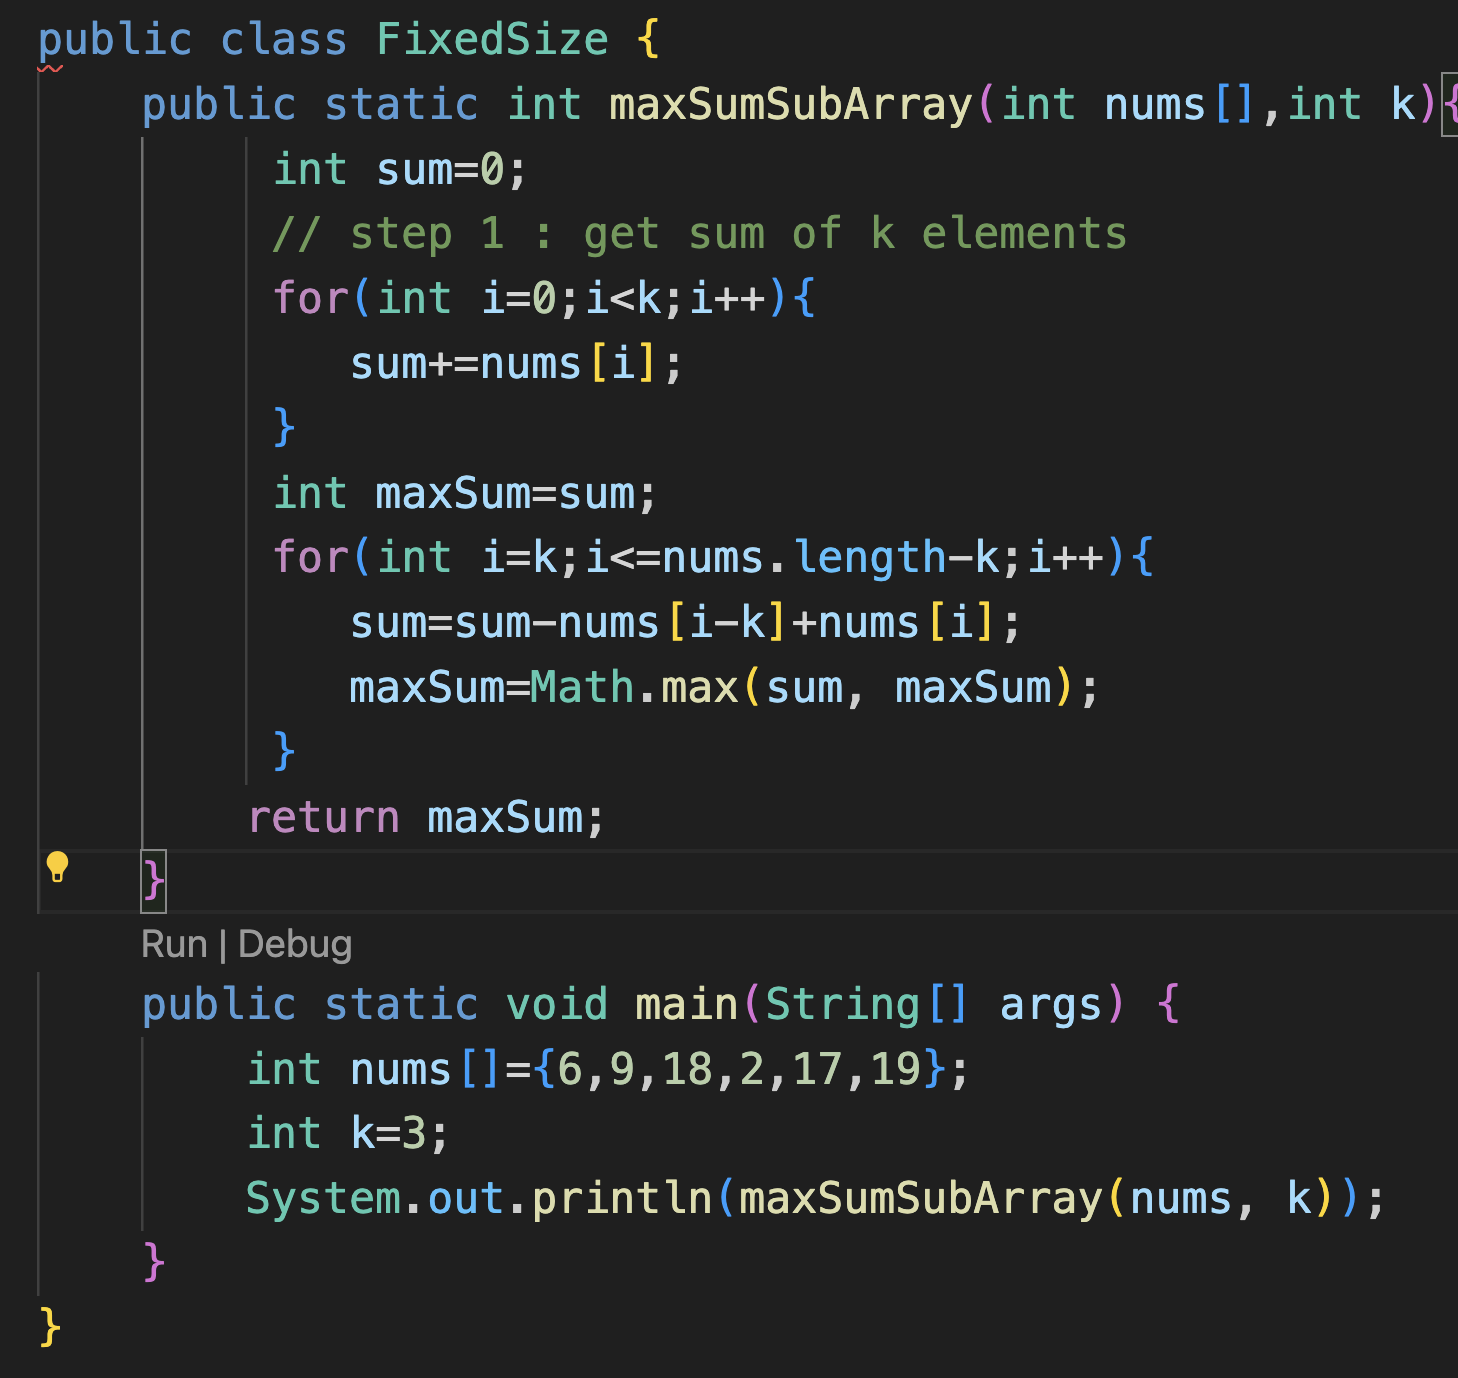 public class FixedSize {
    public static int maxSumSubArray(int nums[],int k){
         int sum=0;
         // step 1 : get sum of k elements
         for(int i=0;i<k;i++){
            sum+=nums[i];
         }
         int maxSum=sum;
         for(int i=k;i<=nums.length-k;i++){
            sum=sum-nums[i-k]+nums[i];
            maxSum=Math.max(sum, maxSum);
         }
        return maxSum;
    }
    Run | Debug
    public static void main(String[] args) {
        int nums[]={6,9,18,2,17,19};
        int k=3;
        System.out.println(maxSumSubArray(nums, k));
    }
}